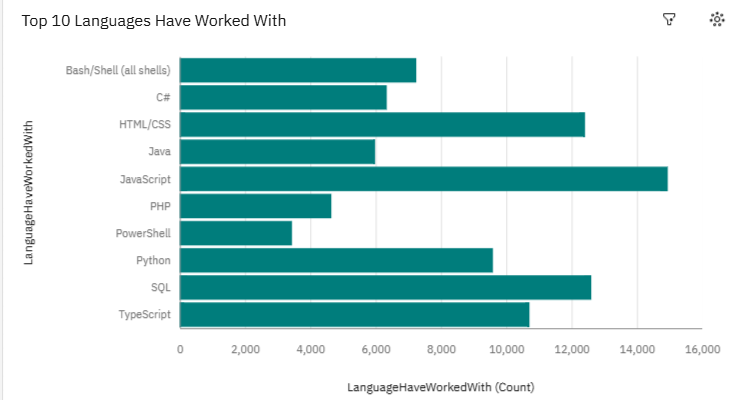 Top 10 Languages Have Worked With
LanguageHaveWorkedWith
Bash/Shell (all shells)
C#
HTML/CSS
Java
JavaScript
PHP
PowerShell
Python
SQL
TypeScript
0 2,000 4,000 6,000 8,000 10,000 12,000 14,000 16,000
LanguageHaveWorkedWith (Count)